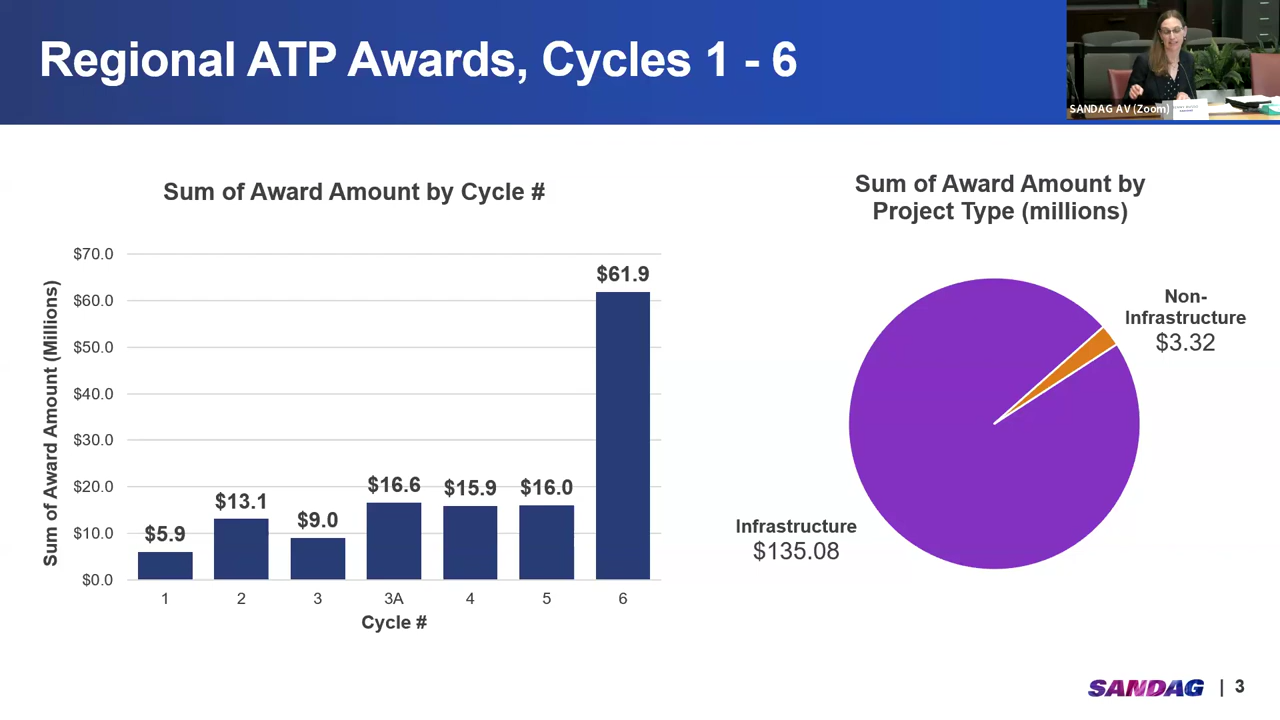 Regional ATP Awards, Cycles 1 - 6
SANDAG AV (Zoom)
Sum of Award Amount by Cycle #
Sum of Award Amount (Millions)
$70.0
$60.0
$50.0
$40.0
$30.0
$20.0
$10.0
$0.0
$5.9
$13.1
$9.0
$16.6
$15.9
$16.0
$61.9
1 2 3 3A 4 5 6
Cycle #
Sum of Award Amount by
Project Type (millions)
Non-
Infrastructure
$3.32
Infrastructure
$135.08
SANDAG | 3